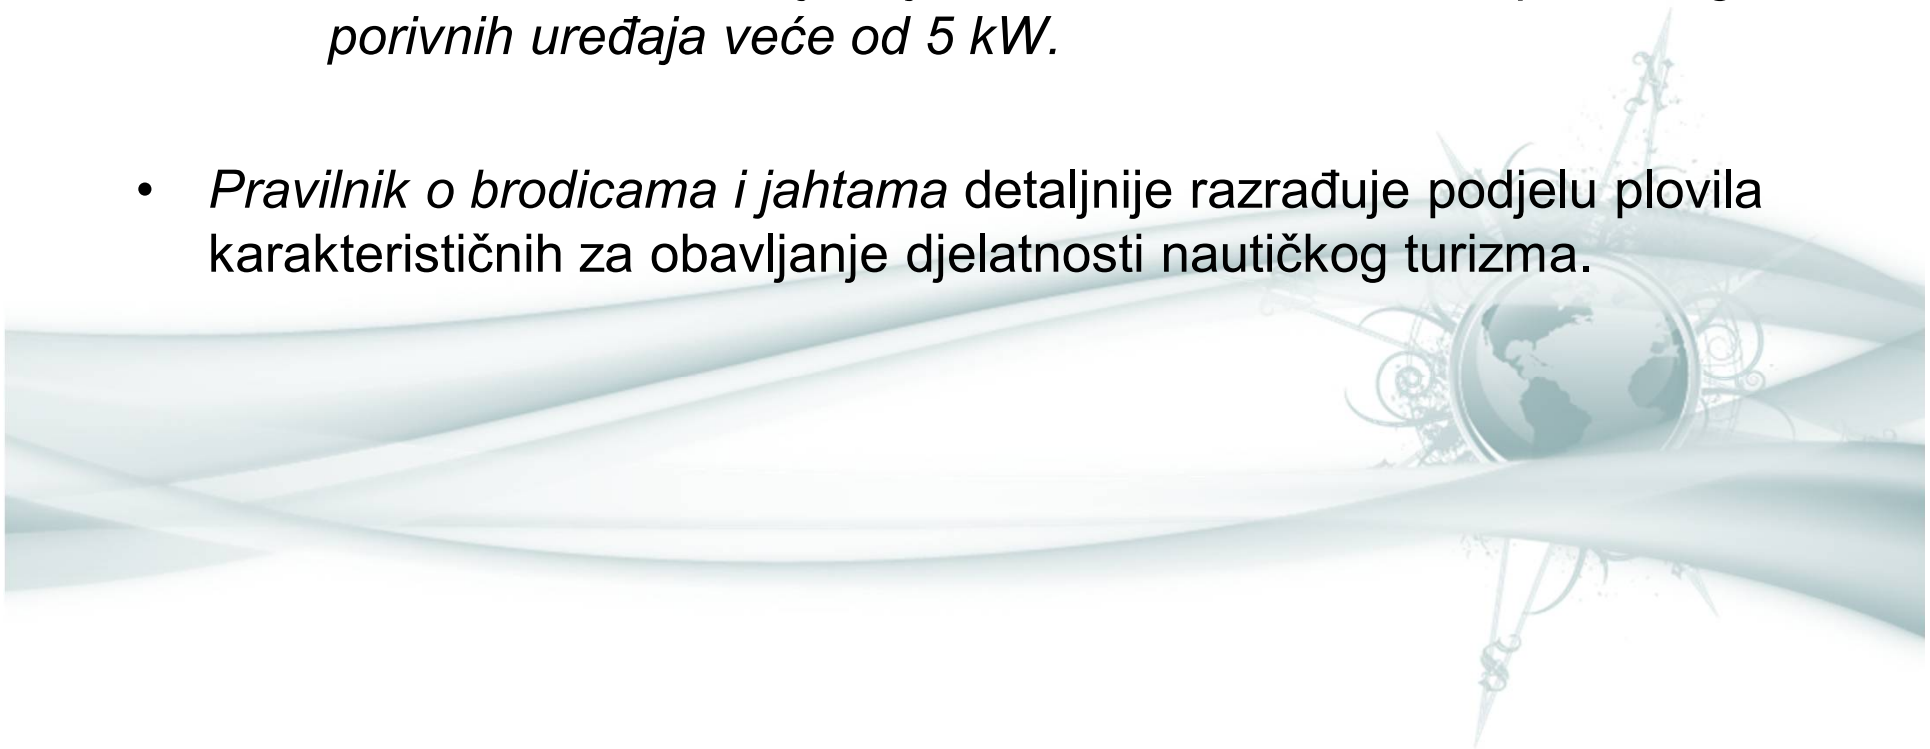 porivnih uređaja veće od 5 kW.
• Pravilnik o brodicama i jahtama detaljnije razrađuje podjelu plovila
karakterističnih za obavljanje djelatnosti nautičkog turizma.